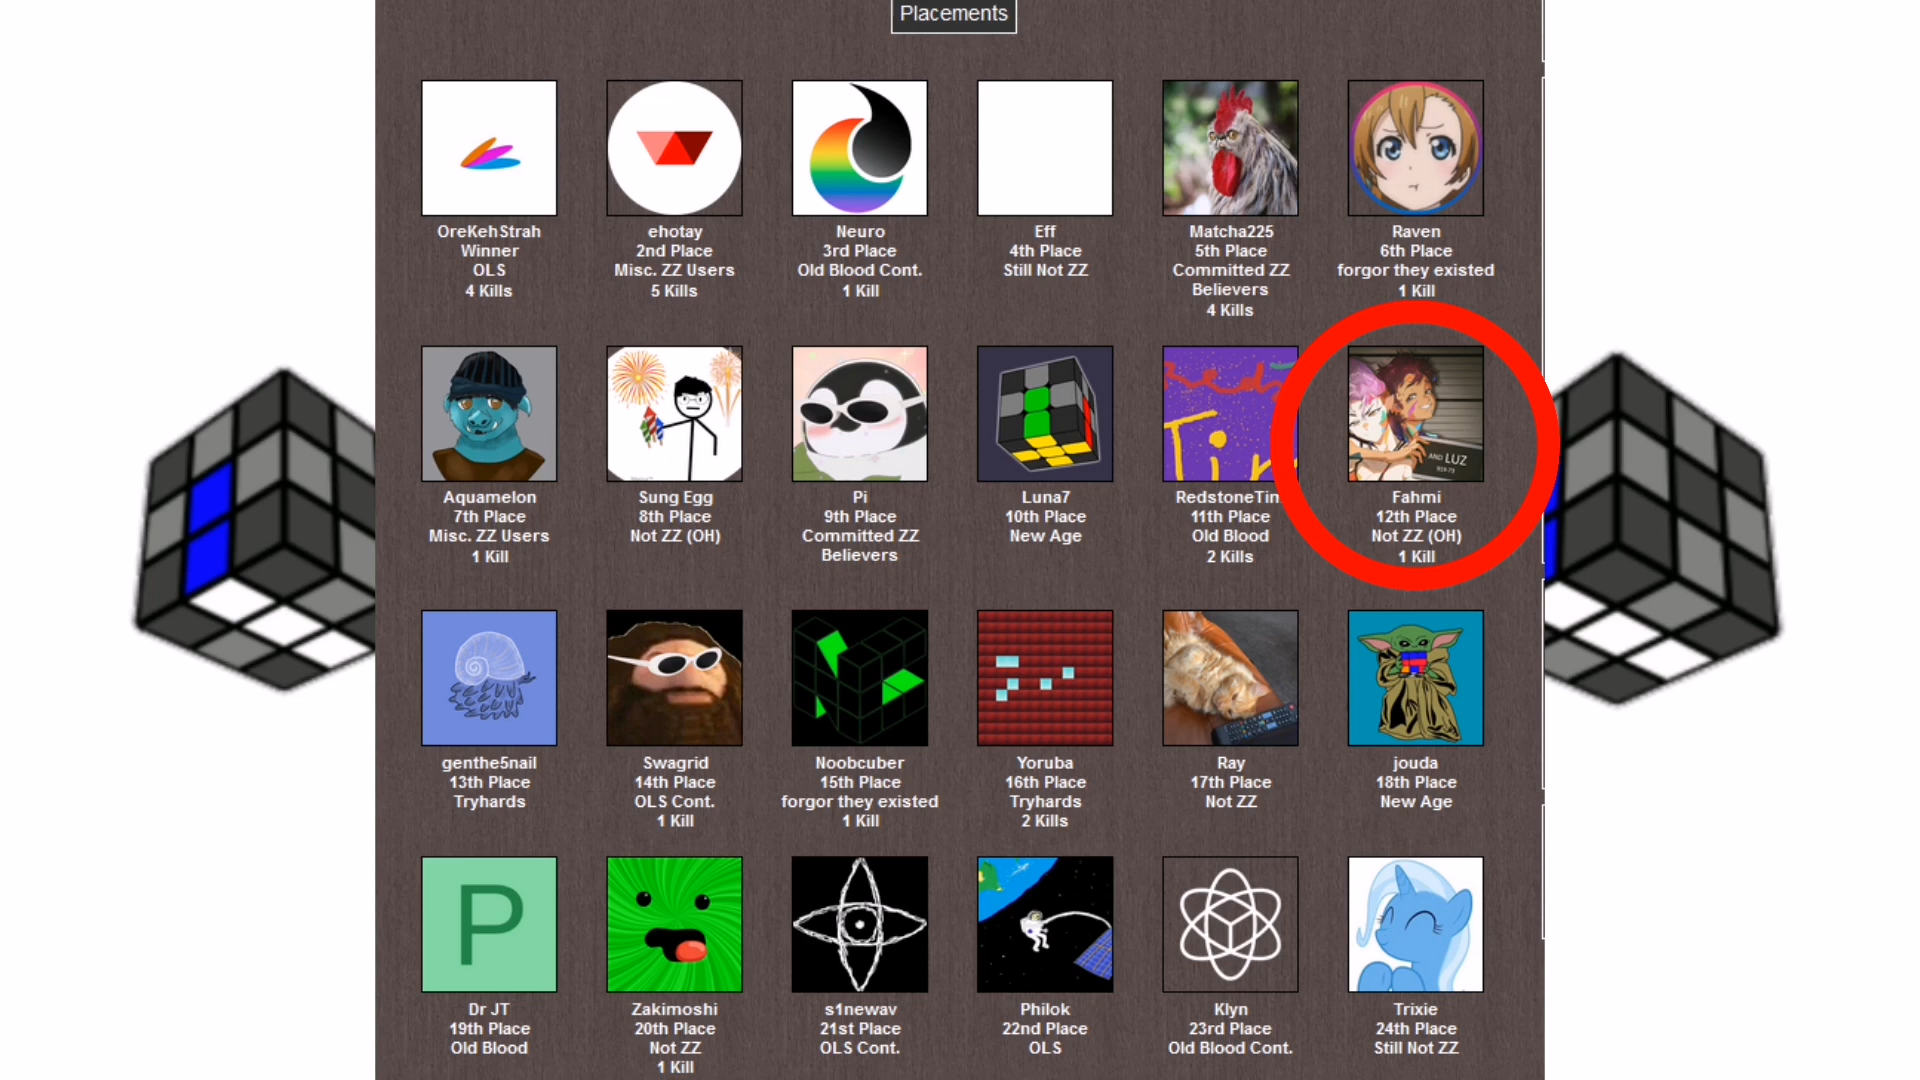 Placements
OreKehStrah
Winner
OLS
4 Kills
ehotay
2nd Place
Misc. ZZ Users
5 Kills
Neuro
3rd Place
Old Blood Cont.
1 Kill
Eff
4th Place
Still Not ZZ
Matcha225
5th Place
Committed ZZ
Believers
4 Kills
Raven
6th Place
forgor they existed
1 Kill
AND LUZ
Aquamelon
7th Place
Misc. ZZ Users
1 Kill
Sung Egg
8th Place
Not ZZ (OH)
Pi
9th Place
Committed ZZ
Believers
Luna7
10th Place
New Age
RedstoneTim
11th Place
Old Blood
2 Kills
Fahmi
12th Place
Not ZZ (OH)
1 Kill
genthe5nail
13th Place
Tryhards
Swagrid
14th Place
OLS Cont.
1 Kill
Noobcuber
15th Place
forgor they existed
1 Kill
Yoruba
16th Place
Tryhards
2 Kills
Ray
17th Place
Not ZZ
jouda
18th Place
New Age
P
Dr JT
19th Place
Old Blood
Zakimoshi
20th Place
Not ZZ
1 Kill
s1newav
21st Place
OLS Cont.
Philok
22nd Place
OLS
Klyn
23rd Place
Old Blood Cont.
Trixie
24th Place
Still Not ZZ